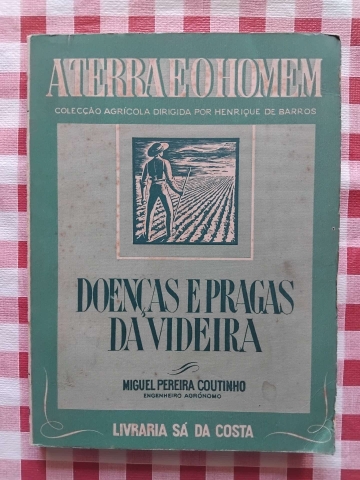 A TERRA E O HOMEM
COLECÇÃO AGRÍCOLA DIRIGIDA POR HENRIQUE DE BARROS
DOENÇAS E PRAGAS
DA VIDEIRA
MIGUEL PEREIRA COUTINHO
ENGENHEIRO AGRÓNOMO
LIVRARIA SÁ DA COSTA